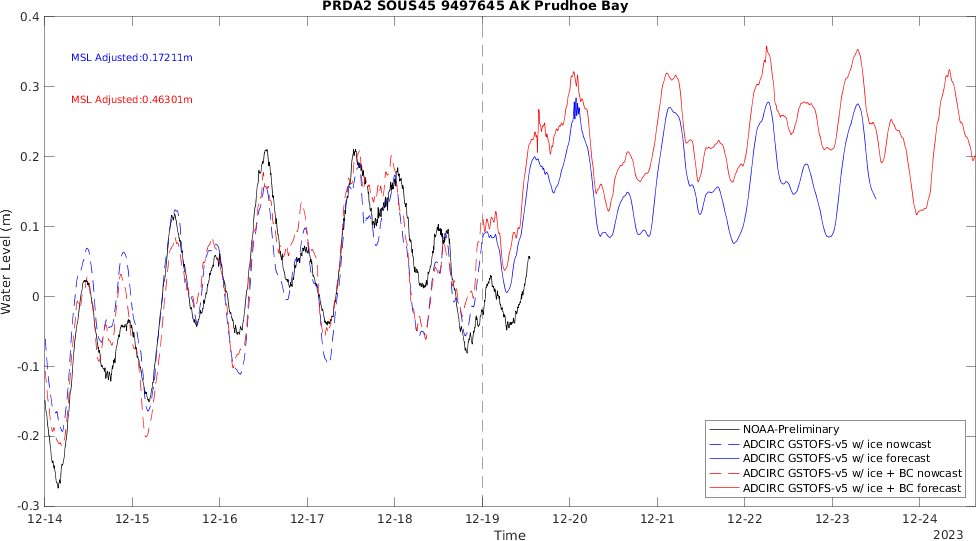 PRDA2 SOUS45 9497645 AK Prudhoe Bay
0.4
0.3
0.2
0.1
0
-0.1
-0.2
-0.3
Water Level (m)
MSL Adjusted:0.17211m
MSL Adjusted:0.46301m
NOAA-Preliminary
ADCIRC GSTOFS-v5 w/ ice nowcast
ADCIRC GSTOFS-v5 w/ ice forecast
ADCIRC GSTOFS-v5 w/ ice + BC nowcast
ADCIRC GSTOFS-v5 w/ ice + BC forecast
12-14 12-15 12-16 12-17 12-18 12-19 12-20 12-21 12-22 12-23 12-24
Time
2023